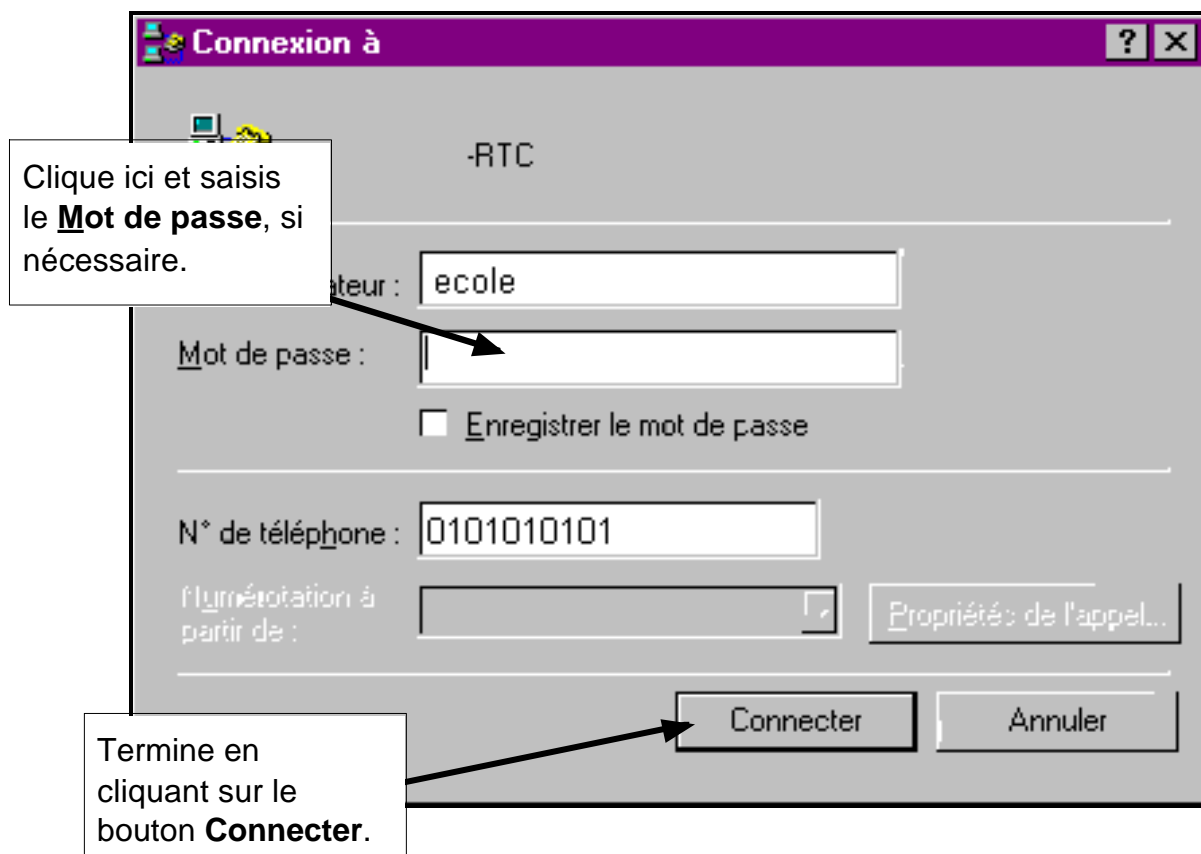 Connexion à
-RTC
Clique ici et saisis
le Mot de passe, si
nécessaire.
ateur : ecole
Mot de passe :
Enregistrer le mot de passe
N° de téléphone : 0101010101
Numérotation à
partir de :
Propriétés de l'appel...
Connecter Annuler
Termine en
cliquant sur le
bouton Connecter.